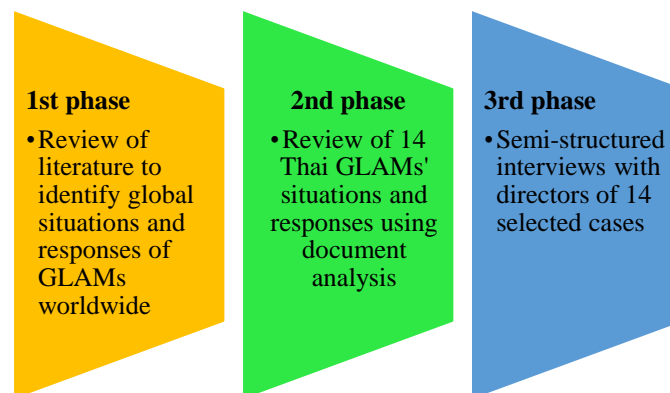 1st phase
•Review of
literature to
identify global
situations and
responses of
GLAMs
worldwide
2nd phase
•Review of 14
Thai GLAMs'
situations and
responses using
document
analysis
3rd phase
•Semi-structured
interviews with
directors of 14
selected cases